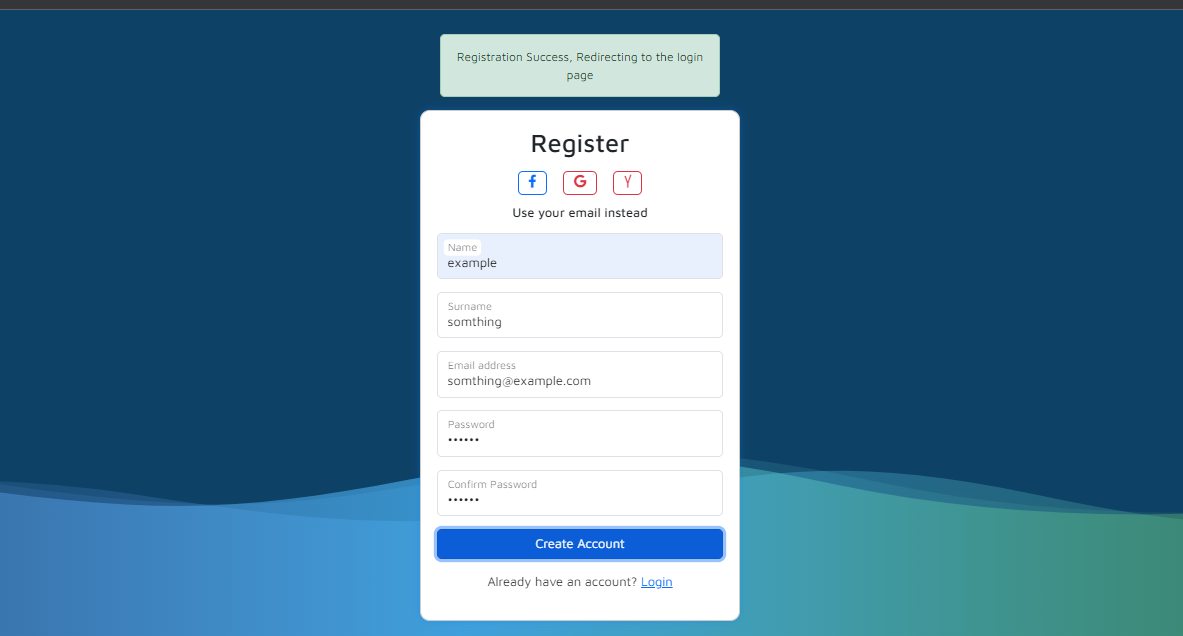 Registration Success, Redirecting to the login
page
Register
Use your email instead
Name
example
Surname
somthing
Email address
somthing@example.com
Password
••••••
Confirm Password
••••••
Create Account
Already have an account? Login